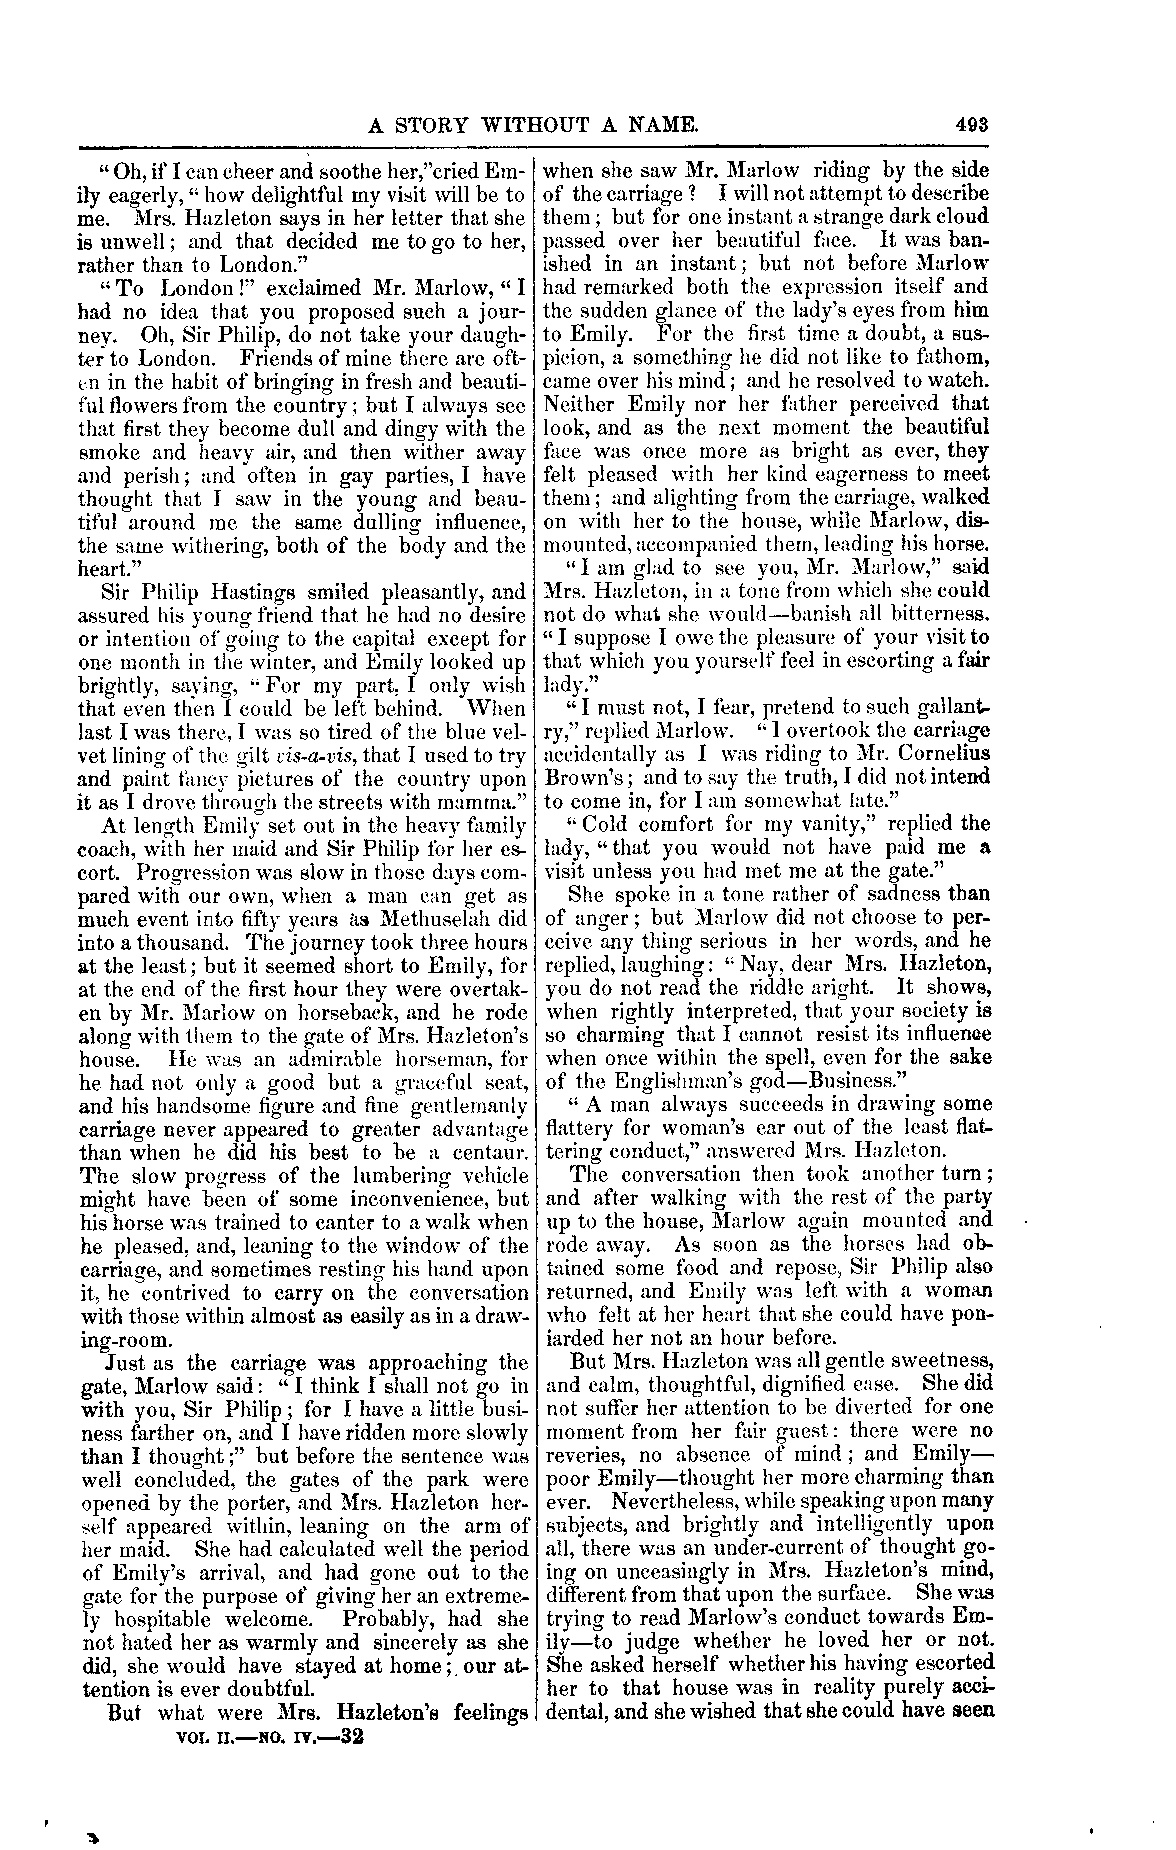 A STORY WITHOUT A NAME. 493
"Oh, if I can cheer and soothe her,"cried Em-
ily eagerly, "how delightful my visit will be to
me. Mrs. Hazleton says in her letter that she
is unwell; and that decided me to go to her,
rather than to London."
"To London!" exclaimed Mr. Marlow, "I
had no idea that you proposed such a jour-
ney. Oh, Sir Philip, do not take your daugh-
ter to London. Friends of mine there are oft-
en in the habit of bringing in fresh and beauti-
ful flowers from the country; but I always see
that first they become dull and dingy with the
smoke and heavy air, and then wither away
and perish; and often in gay parties, I have
thought that I saw in the young and beau-
tiful around me the same dulling influence,
the same withering, both of the body and the
heart."
Sir Philip Hastings smiled pleasantly, and
assured his young friend that he had no desire
or intention of going to the capital except for
one month in the winter, and Emily looked up
brightly, saying, "For my part, I only wish
that even then I could be left behind. When
last I was there, I was so tired of the blue vel-
vet lining of the gilt vis-a-vis, that I used to try
and paint fancy pictures of the country upon
it as I drove through the streets with mamma."
At length Emily set out in the heavy family
coach, with her maid and Sir Philip for her es-
cort. Progression was slow in those days com-
pared with our own, when a man can get as
much event into fifty years as Methuselah did
into a thousand. The journey took three hours
at the least; but it seemed short to Emily, for
at the end of the first hour they were overtak-
en by Mr. Marlow on horseback, and he rode
along with them to the gate of Mrs. Hazleton's
house. He was an admirable horseman, for
he had not only a good but a graceful seat,
and his handsome figure and fine gentlemanly
carriage never appeared to greater advantage
than when he did his best to be a centaur.
The slow progress of the lumbering vehicle
might have been of some inconvenience, but
his horse was trained to canter to a walk when
he pleased, and, leaning to the window of the
carriage, and sometimes resting his hand upon
it, he contrived to carry on the conversation
with those within almost as easily as in a draw-
ing-room.
Just as the carriage was approaching the
gate, Marlow said: "I think I shall not go in
with you, Sir Philip; for I have a little busi-
ness farther on, and I have ridden more slowly
than I thought;" but before the sentence was
well concluded, the gates of the park were
opened by the porter, and Mrs. Hazleton her-
self appeared within, leaning on the arm of
her maid. She had calculated well the period
of Emily's arrival, and had gone out to the
gate for the purpose of giving her an extreme-
ly hospitable welcome. Probably, had she
not hated her as warmly and sincerely as she
did, she would have stayed at home; our at-
tention is ever doubtful.
But what were Mrs. Hazleton's feelings
VOL. II.—NO. IV.—32
when she saw Mr. Marlow riding by the side
of the carriage? I will not attempt to describe
them; but for one instant a strange dark cloud
passed over her beautiful face. It was ban-
ished in an instant; but not before Marlow
had remarked both the expression itself and
the sudden glance of the lady's eyes from him
to Emily. For the first time a doubt, a sus-
picion, a something he did not like to fathom,
came over his mind; and he resolved to watch.
Neither Emily nor her father perceived that
look, and as the next moment the beautiful
face was once more as bright as ever, they
felt pleased with her kind eagerness to meet
them; and alighting from the carriage, walked
on with her to the house, while Marlow, dis-
mounted, accompanied them, leading his horse.
"I am glad to see you, Mr. Marlow," said
Mrs. Hazleton, in a tone from which she could
not do what she would—banish all bitterness.
"I suppose I owe the pleasure of your visit to
that which you yourself feel in escorting a fair
lady."
"I must not, I fear, pretend to such gallant-
ry," replied Marlow. "I overtook the carriage
accidentally as I was riding to Mr. Cornelius
Brown's; and to say the truth, I did not intend
to come in, for I am somewhat late."
"Cold comfort for my vanity," replied the
lady, "that you would not have paid me a
visit unless you had met me at the gate."
She spoke in a tone rather of sadness than
of anger; but Marlow did not choose to per-
ceive any thing serious in her words, and he
replied, laughing: "Nay, dear Mrs. Hazleton,
you do not read the riddle aright. It shows,
when rightly interpreted, that your society is
so charming that I cannot resist its influence
when once within the spell, even for the sake
of the Englishman's god—Business."
"A man always succeeds in drawing some
flattery for woman's ear out of the least flat-
tering conduct," answered Mrs. Hazleton.
The conversation then took another turn;
and after walking with the rest of the party
up to the house, Marlow again mounted and
rode away. As soon as the horses had ob-
tained some food and repose, Sir Philip also
returned, and Emily was left with a woman
who felt at her heart that she could have pon-
iarded her not an hour before.
But Mrs. Hazleton was all gentle sweetness,
and calm, thoughtful, dignified ease. She did
not suffer her attention to be diverted for one
moment from her fair guest: there were no
reveries, no absence of mind; and Emily—
poor Emily—thought her more charming than
ever. Nevertheless, while speaking upon many
subjects, and brightly and intelligently upon
all, there was an under-current of thought go-
ing on unceasingly in Mrs. Hazleton's mind,
different from that upon the surface. She was
trying to read Marlow's conduct towards Em-
ily—to judge whether he loved her or not.
She asked herself whether his having escorted
her to that house was in reality purely acci-
dental, and she wished that she could have seen